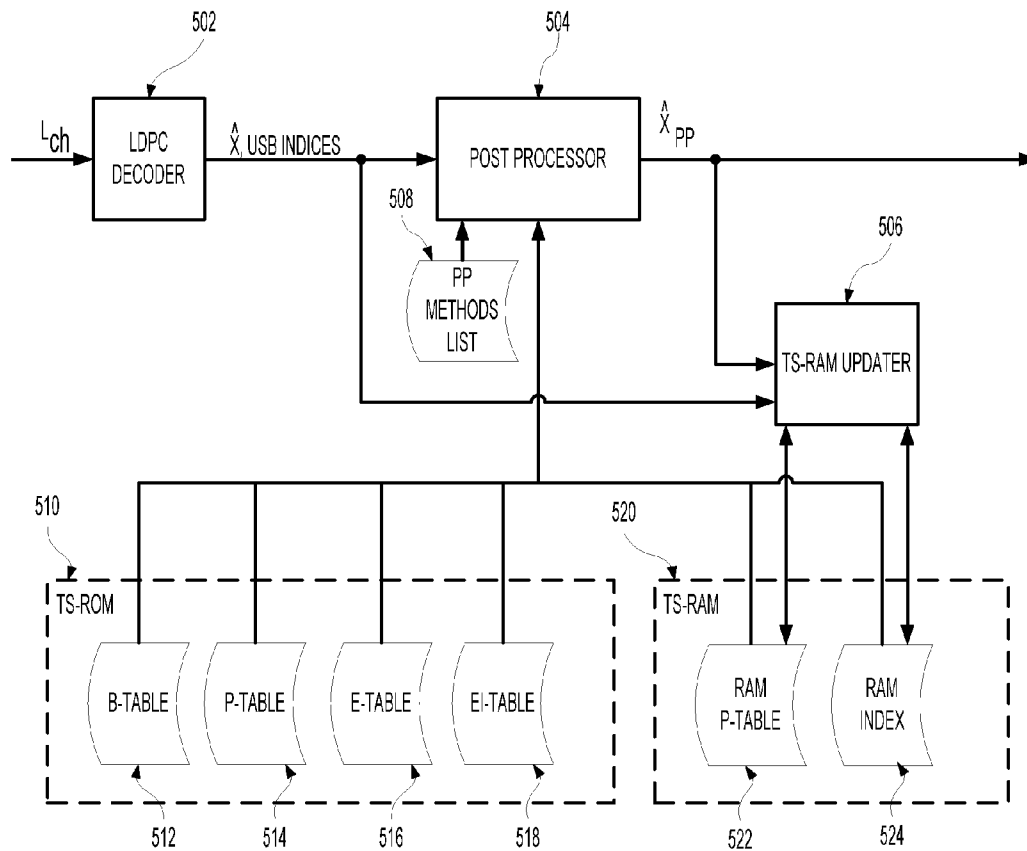 502
504
L ch
LDPC
DECODER
X̂, USB INDICES
POST PROCESSOR
X̂ PP
508
PP
METHODS
LIST
506
TS-RAM UPDATER
510
520
TS-ROM
TS-RAM
B-TABLE
P-TABLE
E-TABLE
EI-TABLE
RAM
P-TABLE
RAM
INDEX
512
514
516
518
522
524